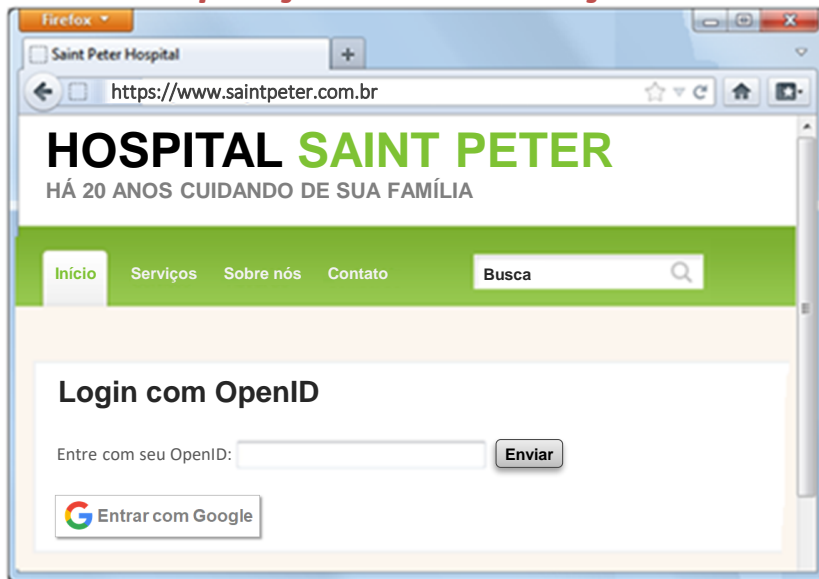 Firefox
Saint Peter Hospital
https://www.saintpeter.com.br
HOSPITAL SAINT PETER
HÁ 20 ANOS CUIDANDO DE SUA FAMÍLIA
Início Serviços Sobre nós Contato Busca
Login com OpenID
Entre com seu OpenID: Enviar
Entrar com Google